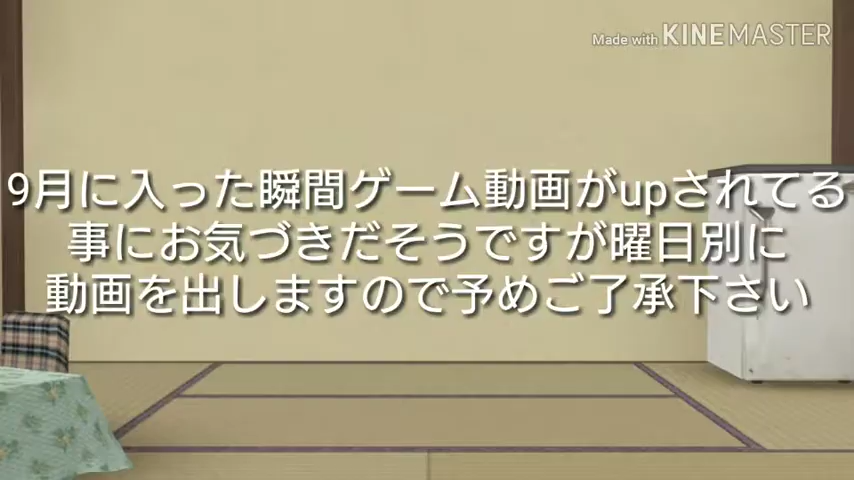 Made with KINEMASTER
9月に入った瞬間ゲーム動画がupされてる
事にお気づきだそうですが曜日別に
動画を出しますので予めご了承下さい